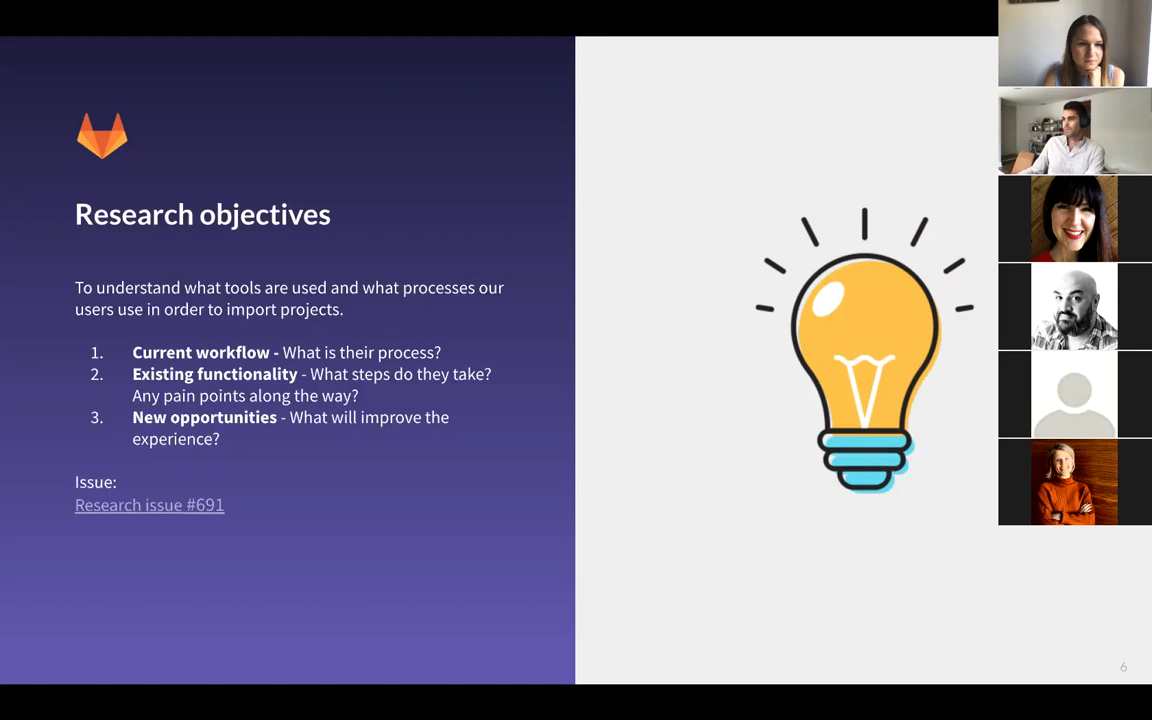 Research objectives
To understand what tools are used and what processes our
users use in order to import projects.
1. Current workflow - What is their process?
2. Existing functionality - What steps do they take?
Any pain points along the way?
3. New opportunities - What will improve the
experience?
Issue:
Research issue #691
6